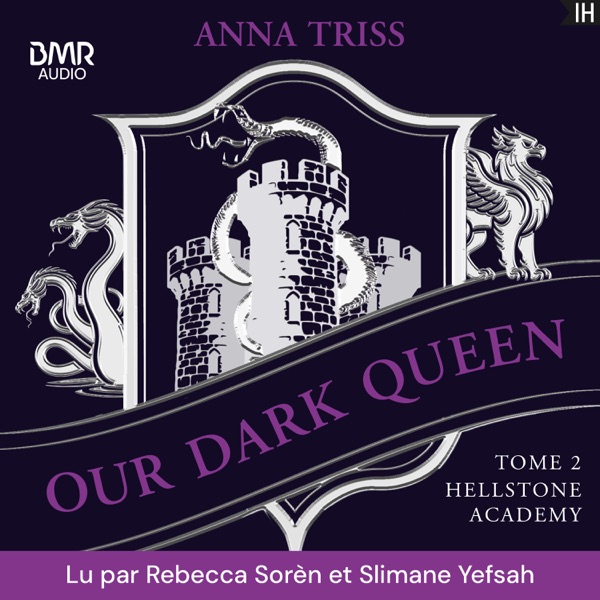 IH
BMR
AUDIO
ANNA TRISS
OUR DARK QUEEN
TOME 2
HELLSTONE
ACADEMY
Lu par Rebecca Sorèn et Slimane Yefsah